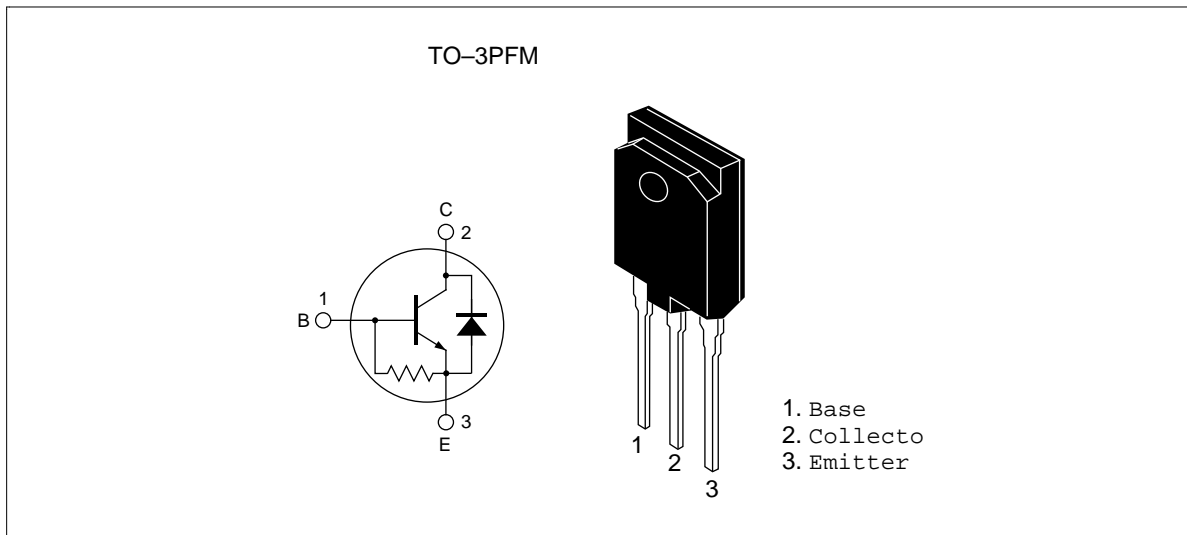 TO–3PFM
C
2
1
B
3
E
1
2
3
1. Base
2. Collecto
3. Emitter